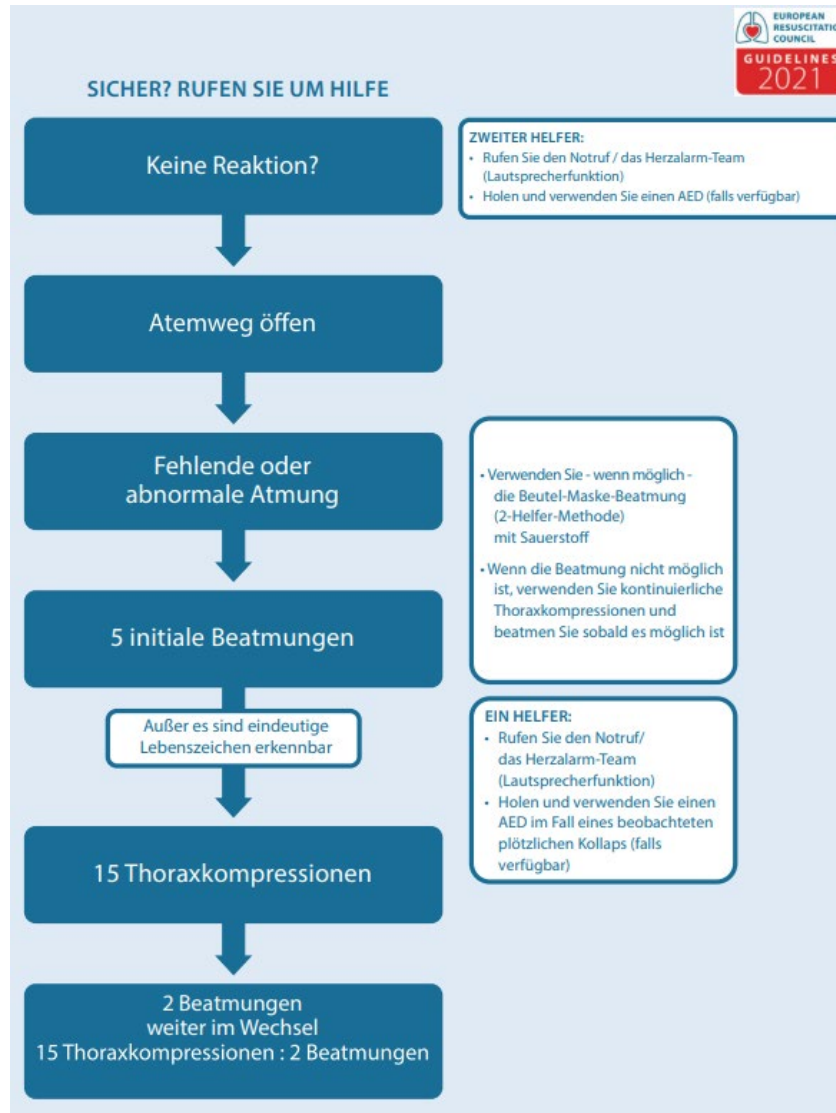 EUROPEAN
RESUSCITATIO
COUNCIL
GUIDELINES
2021
SICHER? RUFEN SIE UM HILFE
Keine Reaktion?
ZWEITER HELFER:
• Rufen Sie den Notruf / das Herzalarm-Team
(Lautsprecherfunktion)
• Holen und verwenden Sie einen AED (falls verfügbar)
Atemweg öffen
Fehlende oder
abnormale Atmung
• Verwenden Sie - wenn möglich -
die Beutel-Maske-Beatmung
(2-Helfer-Methode)
mit Sauerstoff
• Wenn die Beatmung nicht möglich
ist, verwenden Sie kontinuierliche
Thoraxkompressionen und
beatmen Sie sobald es möglich ist
5 initiale Beatmungen
Außer es sind eindeutige
Lebenszeichen erkennbar
EIN HELFER:
• Rufen Sie den Notruf/
das Herzalarm-Team
(Lautsprecherfunktion)
• Holen und verwenden Sie einen
AED im Fall eines beobachteten
plötzlichen Kollaps (falls
verfügbar)
15 Thoraxkompressionen
2 Beatmungen
weiter im Wechsel
15 Thoraxkompressionen : 2 Beatmungen